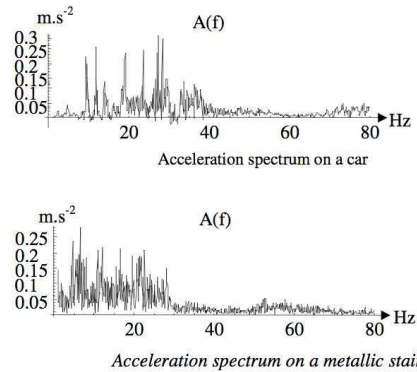 m.s-2
A(f)
0.3
0.2
0.15
0.1
0.05
20 40 60 80 Hz
Acceleration spectrum on a car
m.s-2
A(f)
0.25
0.2
0.15
0.1
0.05
20 40 60 80 Hz
Acceleration spectrum on a metallic stai